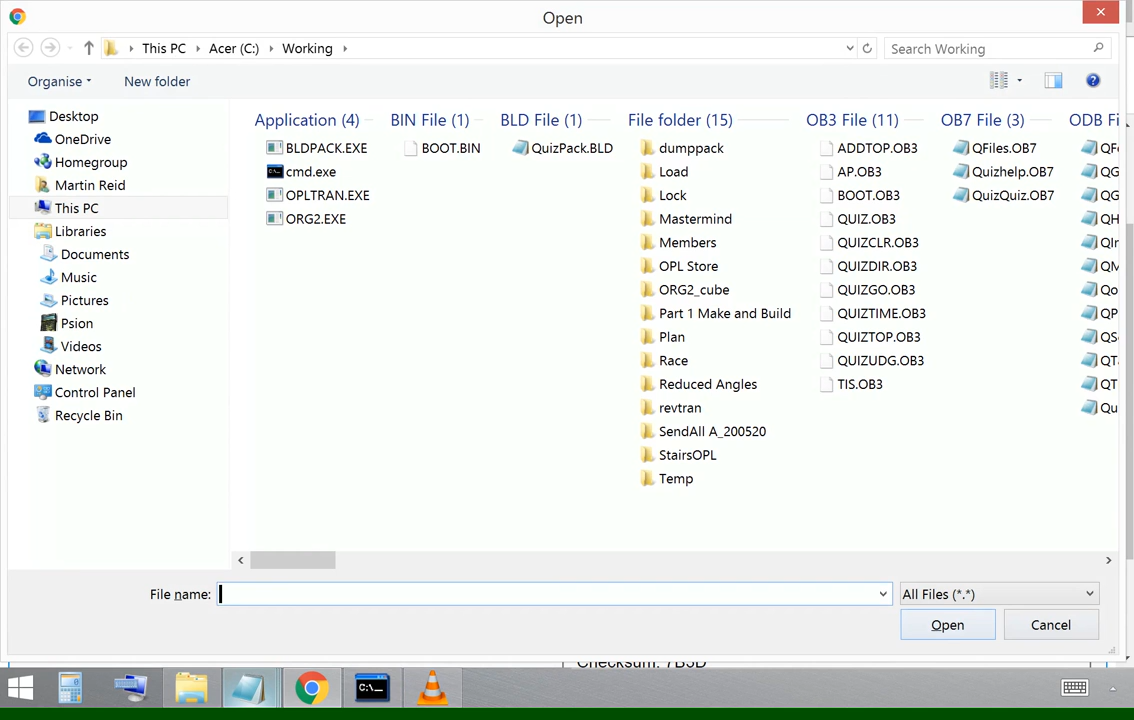 Open
This PC
Acer (C:)
Working
Search Working
Organise
New folder
Desktop
OneDrive
Homegroup
Martin Reid
This PC
Libraries
Documents
Music
Pictures
Psion
Videos
Network
Control Panel
Recycle Bin
Application (4)
BLDPACK.EXE
cmd.exe
OPLTRAN.EXE
ORG2.EXE
BIN File (1)
BOOT.BIN
BLD File (1)
QuizPack.BLD
File folder (15)
dumppack
Load
Lock
Mastermind
Members
OPL Store
ORG2_cube
Part 1 Make and Build
Plan
Race
Reduced Angles
revtran
SendAll A_200520
StairsOPL
Temp
OB3 File (11)
ADDTOP.OB3
AP.OB3
BOOT.OB3
QUIZ.OB3
QUIZCLR.OB3
QUIZDIR.OB3
QUIZGO.OB3
QUIZTIME.OB3
QUIZTOP.OB3
QUIZUDG.OB3
TIS.OB3
OB7 File (3)
QFiles.OB7
Quizhelp.OB7
QuizQuiz.OB7
ODB Fi
File name:
All Files (*.*)
Open
Cancel
Checksum: 7B3D
C:\_